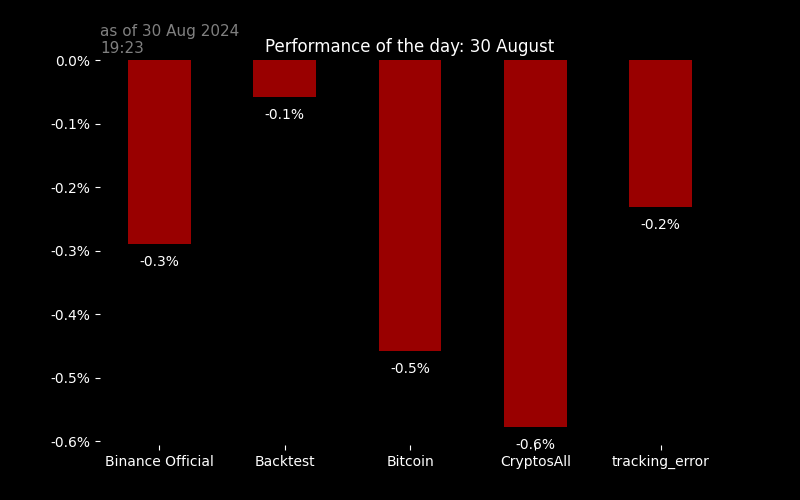 as of 30 Aug 2024
19:23
Performance of the day: 30 August
0.0%
-0.1%
-0.2%
-0.3%
-0.4%
-0.5%
-0.6%
-0.3%
-0.1%
-0.5%
-0.6%
-0.2%
Binance Official
Backtest
Bitcoin
CryptosAll
tracking_error